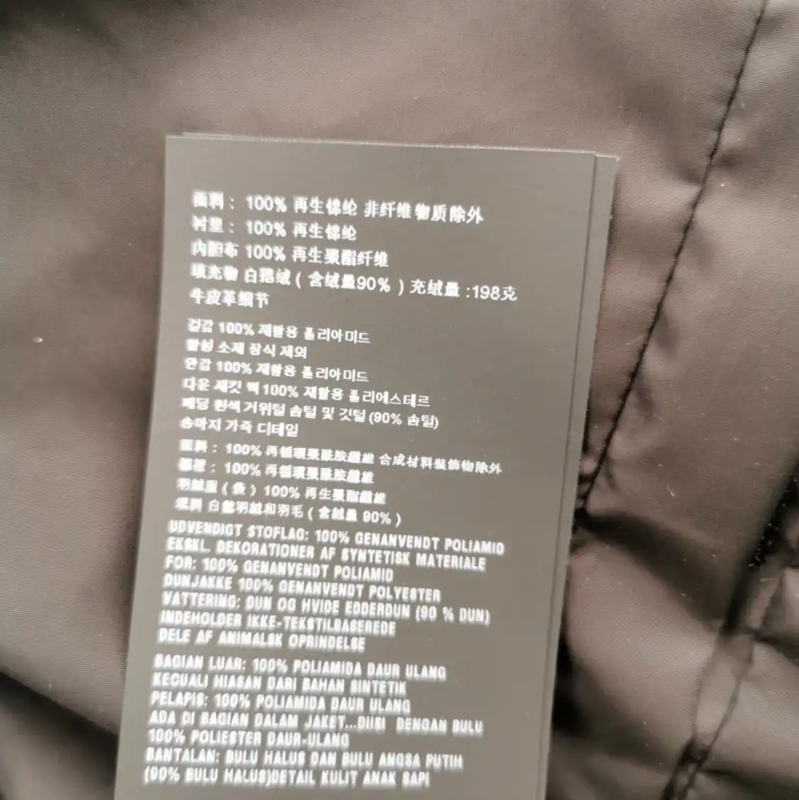 面料： 100% 再生锦纶 非纤维物质除外
衬里： 100% 再生锦纶
内胆布 100% 再生聚酯纤维
填充物 白鹅绒 ( 含绒量90% ) 充绒量 :198克
牛皮革细节
겉감 100% 재활용 폴리아미드
합성 소재 장식 제외
안감 100% 재활용 폴리아미드
다운 재킷 백 100% 재활용 폴리에스테르
패딩 흰색 거위털 솜털 및 깃털 (90% 솜털)
송아지 가죽 디테일
面料： 100% 再循環聚酰胺纖維 合成材料裝飾物除外
襯裡： 100% 再循環聚酰胺纖維
羽絨服（袋）100% 再生聚酯纖維
填料 白鵝羽絨和羽毛 ( 含絨量 90% )
UDVENDIGT STOFLAG: 100% GENANVENDT POLIAMID
EKSKL. DEKORATIONER AF SYNTETISK MATERIALE
FOR: 100% GENANVENDT POLIAMID
DUNJAKKE 100% GENANVENDT POLYESTER
VATTERING: DUN OG HVIDE EDDERDUN (90 % DUN)
INDEHOLDER IKKE-TEKSTILBASEREDE
DELE AF ANIMALSK OPRINDELSE
BAGIAN LUAR: 100% POLIAMIDA DAUR ULANG
KECUALI HIASAN DARI BAHAN SINTETIK
PELAPIS: 100% POLIAMIDA DAUR ULANG
ADA DI BAGIAN DALAM JAKET...DIISI DENGAN BULU
100% POLIESTER DAUR-ULANG
BANTALAN: BULU HALUS DAN BULU ANGSA PUTIH
(90% BULU HALUS)DETAIL KULIT ANAK SAPI